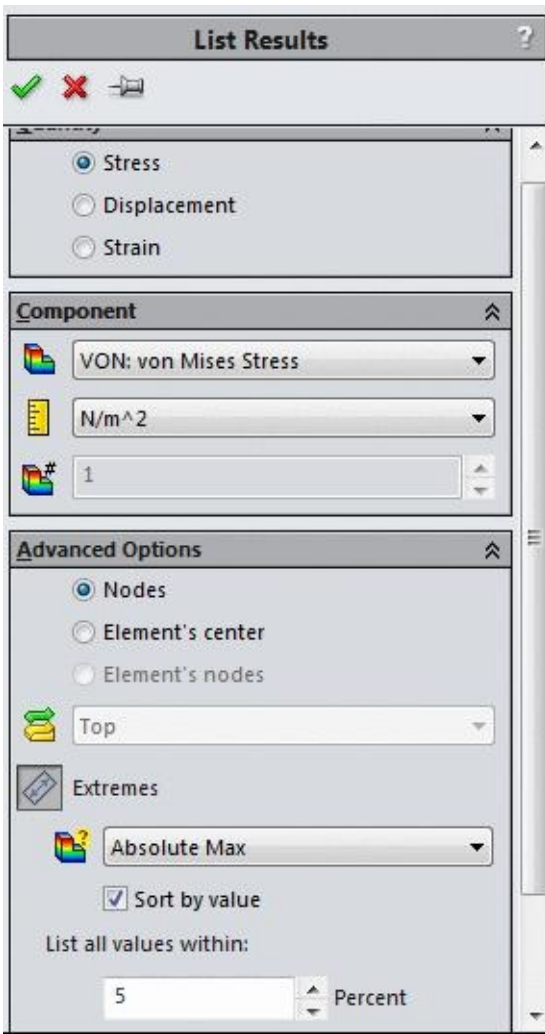 List Results
?
Stress
Displacement
Strain
Component
VON: von Mises Stress
N/m^2
#
1
Advanced Options
Nodes
Element's center
Element's nodes
Top
Extremes
?
Absolute Max
Sort by value
List all values within:
5 Percent